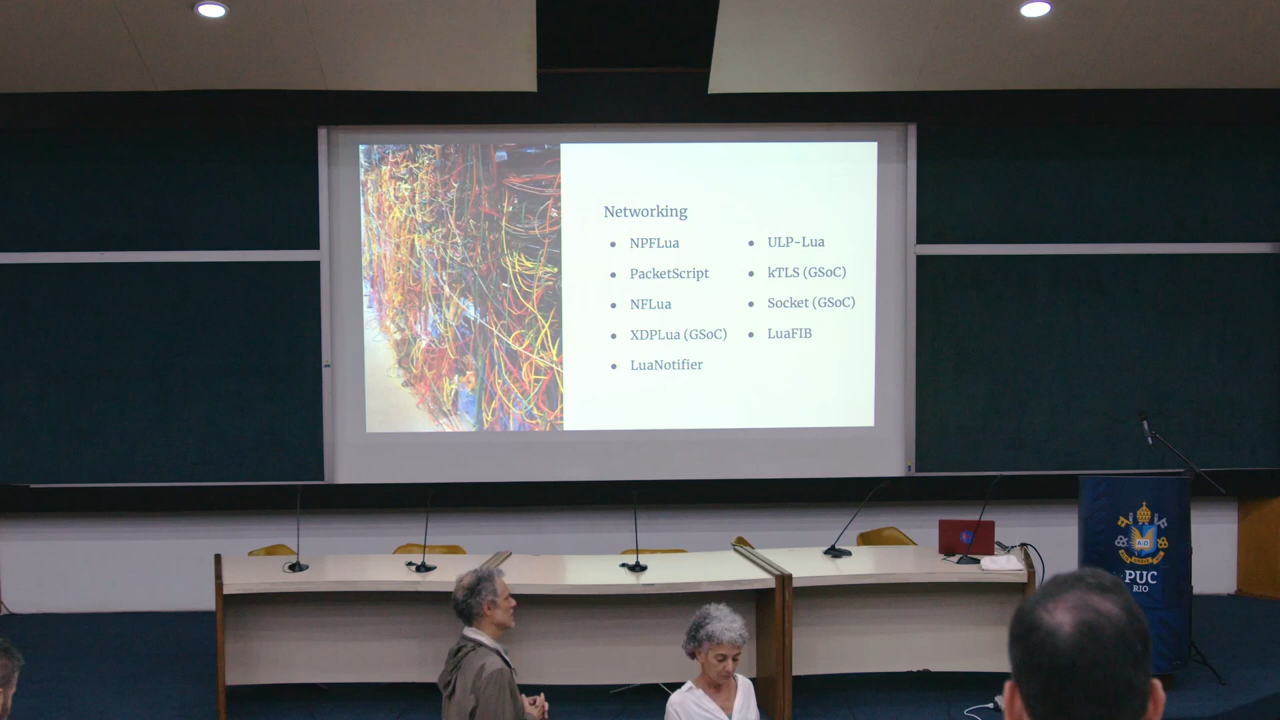 Networking
● NPFLua
● PacketScript
● NFLua
● XDPLua (GSoC)
● LuaNotifier
● ULP-Lua
● kTLS (GSoC)
● Socket (GSoC)
● LuaFIB
PUC
RIO